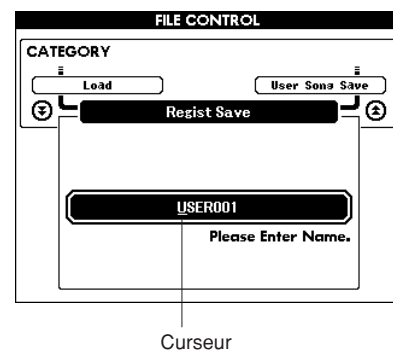 FILE CONTROL
CATEGORY
Load User Song Save
Regist Save
USER001
Please Enter Name.
Curseur